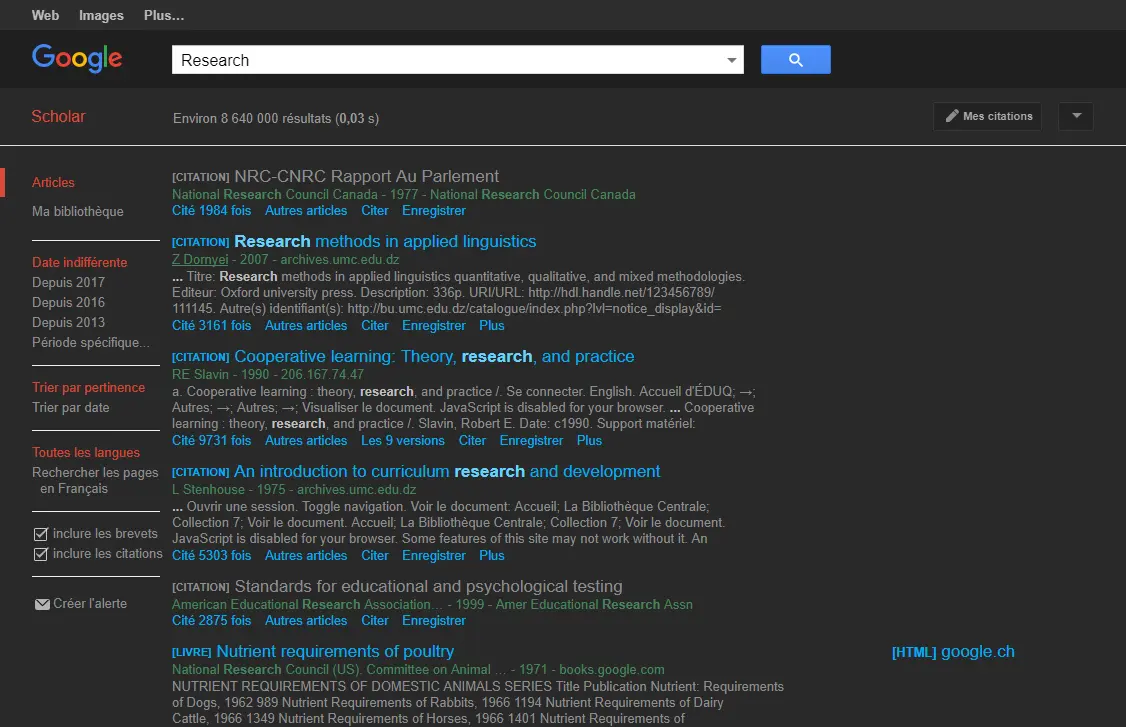 Web Images Plus...
Google
Research
Scholar
Environ 8 640 000 résultats (0,03 s)
Mes citations
Articles
Ma bibliothèque
Date indifférente
Depuis 2017
Depuis 2016
Depuis 2013
Période spécifique...
Trier par pertinence
Trier par date
Toutes les langues
Rechercher les pages
en Français
inclure les brevets
inclure les citations
Créer l'alerte
[CITATION] NRC-CNRC Rapport Au Parlement
National Research Council Canada - 1977 - National Research Council Canada
Cité 1984 fois Autres articles Citer Enregistrer
[CITATION] Research methods in applied linguistics
Z Dornyei - 2007 - archives.umc.edu.dz
... Titre: Research methods in applied linguistics quantitative, qualitative, and mixed methodologies.
Editeur: Oxford university press. Description: 336p. URI/URL: http://hdl.handle.net/123456789/
111145. Autre(s) identifiant(s): http://bu.umc.edu.dz/catalogue/index.php?lvl=notice_display&id=
Cité 3161 fois Autres articles Citer Enregistrer Plus
[CITATION] Cooperative learning: Theory, research, and practice
RE Slavin - 1990 - 206.167.74.47
a. Cooperative learning : theory, research, and practice /. Se connecter. English. Accueil d'ÉDUQ; →;
Autres; →; Autres; →; Visualiser le document. JavaScript is disabled for your browser. ... Cooperative
learning : theory, research, and practice /. Slavin, Robert E. Date: c1990. Support matériel:
Cité 9731 fois Autres articles Les 9 versions Citer Enregistrer Plus
[CITATION] An introduction to curriculum research and development
L Stenhouse - 1975 - archives.umc.edu.dz
... Ouvrir une session. Toggle navigation. Voir le document: Accueil; La Bibliothèque Centrale;
Collection 7; Voir le document. Accueil; La Bibliothèque Centrale; Collection 7; Voir le document.
JavaScript is disabled for your browser. Some features of this site may not work without it. An
Cité 5303 fois Autres articles Citer Enregistrer Plus
[CITATION] Standards for educational and psychological testing
American Educational Research Association... - 1999 - Amer Educational Research Assn
Cité 2875 fois Autres articles Citer Enregistrer
[LIVRE] Nutrient requirements of poultry
National Research Council (US). Committee on Animal ... - 1971 - books.google.com
NUTRIENT REQUIREMENTS OF DOMESTIC ANIMALS SERIES Title Publication Nutrient: Requirements
of Dogs, 1962 989 Nutrient Requirements of Rabbits, 1966 1194 Nutrient Requirements of Dairy
Cattle, 1966 1349 Nutrient Requirements of Horses, 1966 1401 Nutrient Requirements of
[HTML] google.ch